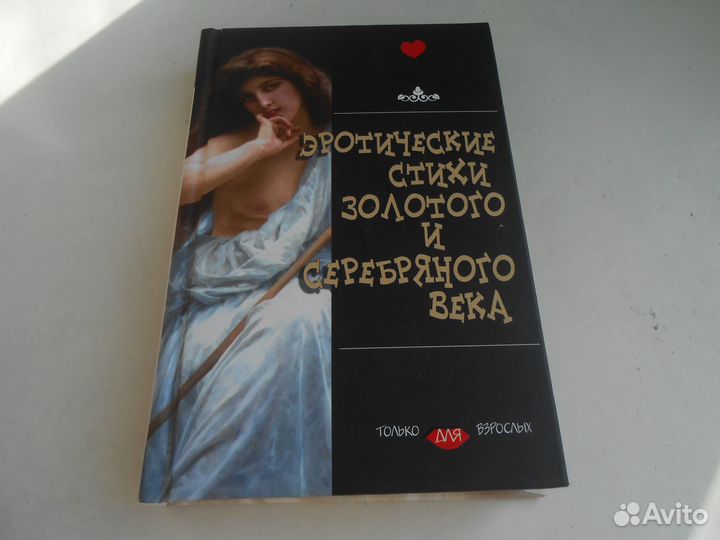 ЭРОТИЧЕСКИЕ
СТИХИ
ЗОЛОТОГО
И
СЕРЕБРЯНОГО
ВЕКА
ТОЛЬКО ДЛЯ ВЗРОСЛЫХ
Avito